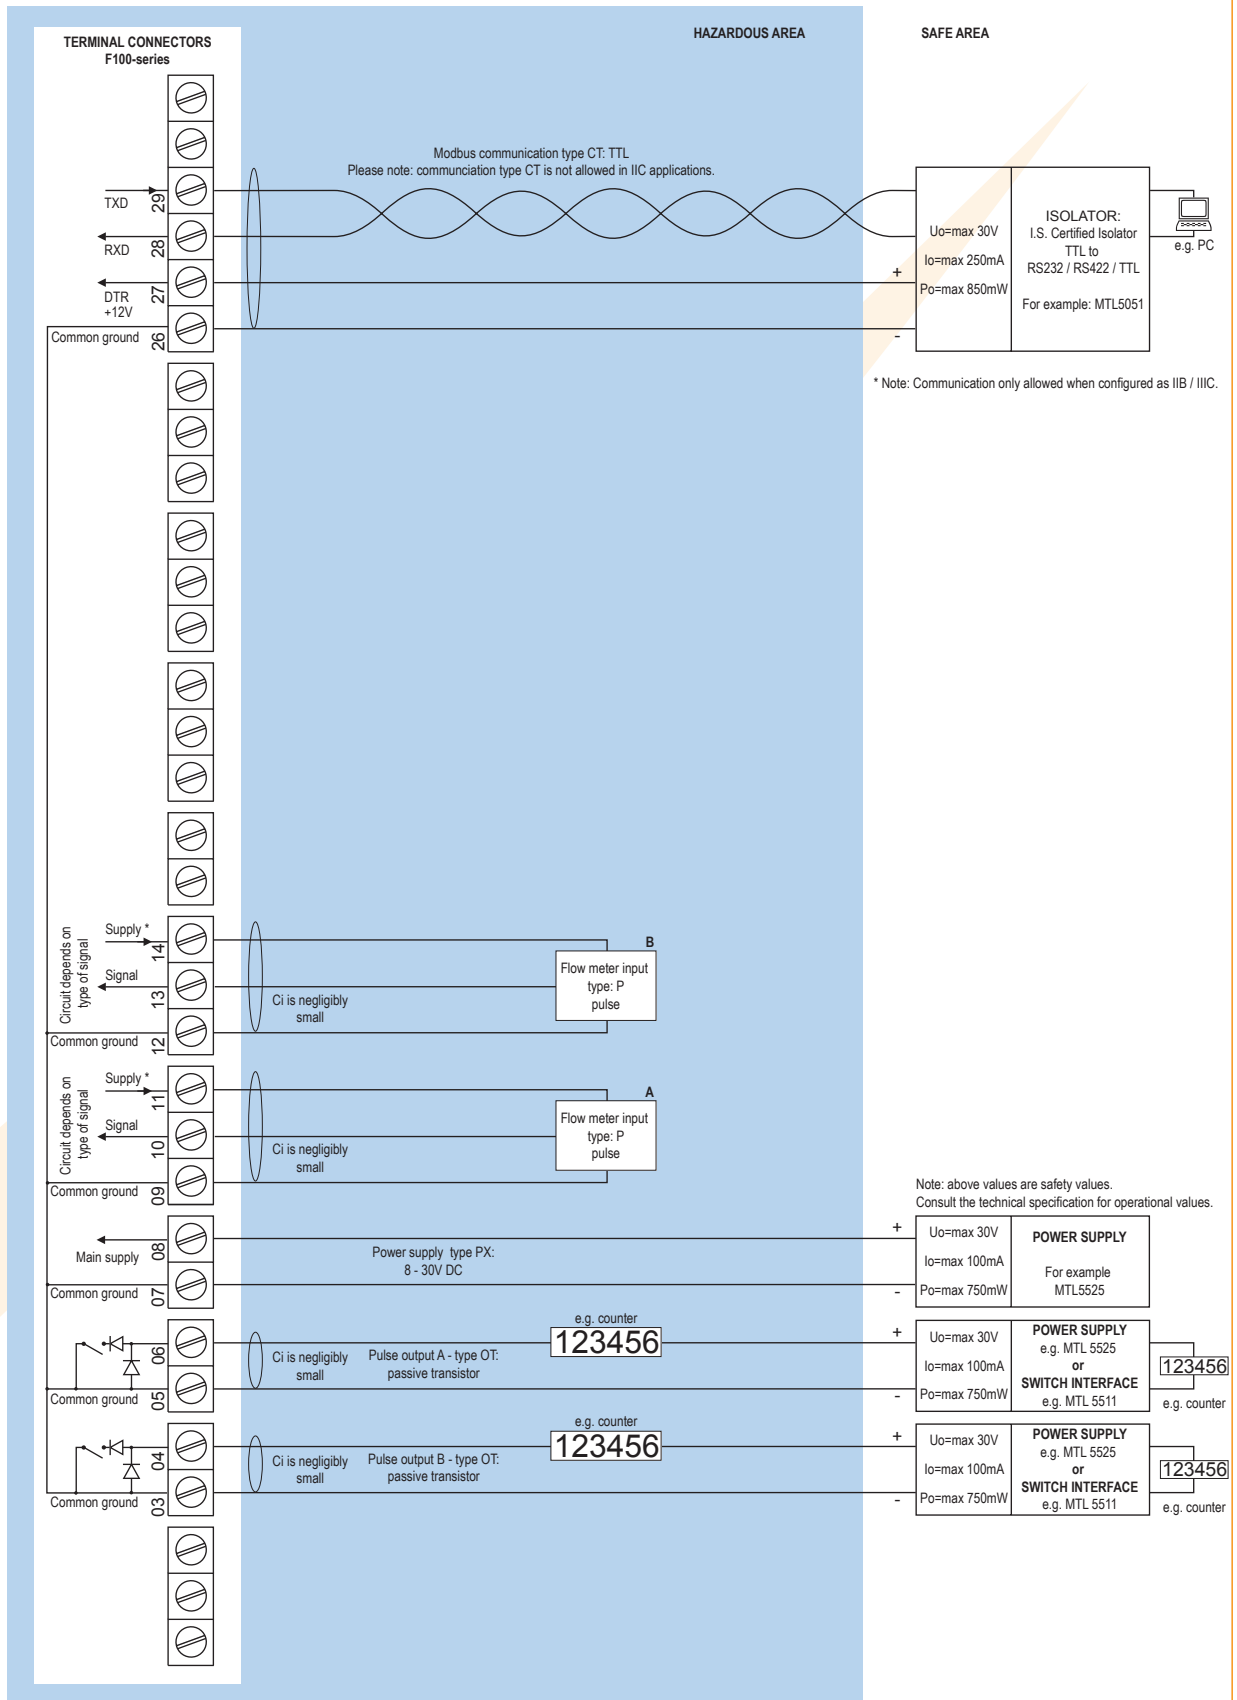 TERMINAL CONNECTORS
F100-series
HAZARDOUS AREA
SAFE AREA
Modbus communication type CT: TTL
Please note: communciation type CT is not allowed in IIC applications.
TXD
29
RXD
28
DTR
+12V
27
Common ground
26
+
-
Uo=max 30V
Io=max 250mA
Po=max 850mW
ISOLATOR:
I.S. Certified Isolator
TTL to
RS232 / RS422 / TTL
For example: MTL5051
e.g. PC
* Note: Communication only allowed when configured as IIB / IIIC.
Circuit depends on
type of signal
Supply *
14
Signal
13
Common ground
12
Ci is negligibly
small
B
Flow meter input
type: P
pulse
Circuit depends on
type of signal
Supply *
11
Signal
10
Common ground
09
Ci is negligibly
small
A
Flow meter input
type: P
pulse
Note: above values are safety values.
Consult the technical specification for operational values.
Main supply
08
Common ground
07
Power supply type PX:
8 - 30V DC
+
-
Uo=max 30V
Io=max 100mA
Po=max 750mW
POWER SUPPLY
For example
MTL5525
06
Common ground
05
Ci is negligibly
small
Pulse output A - type OT:
passive transistor
e.g. counter
123456
+
-
Uo=max 30V
Io=max 100mA
Po=max 750mW
POWER SUPPLY
e.g. MTL 5525
or
SWITCH INTERFACE
e.g. MTL 5511
123456
e.g. counter
04
Common ground
03
Ci is negligibly
small
Pulse output B - type OT:
passive transistor
e.g. counter
123456
+
-
Uo=max 30V
Io=max 100mA
Po=max 750mW
POWER SUPPLY
e.g. MTL 5525
or
SWITCH INTERFACE
e.g. MTL 5511
123456
e.g. counter